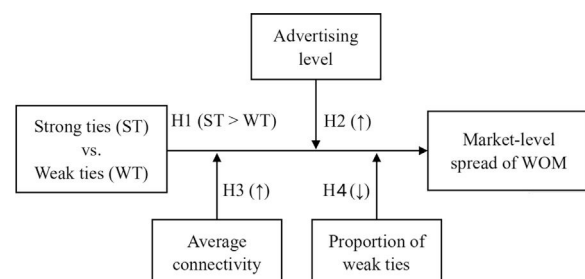 Advertising
level
Strong ties (ST)
vs.
Weak ties (WT)
H1 (ST > WT)
H2 (↑)
Market-level
spread of WOM
H3 (↑)
H4 (↓)
Average
connectivity
Proportion of
weak ties